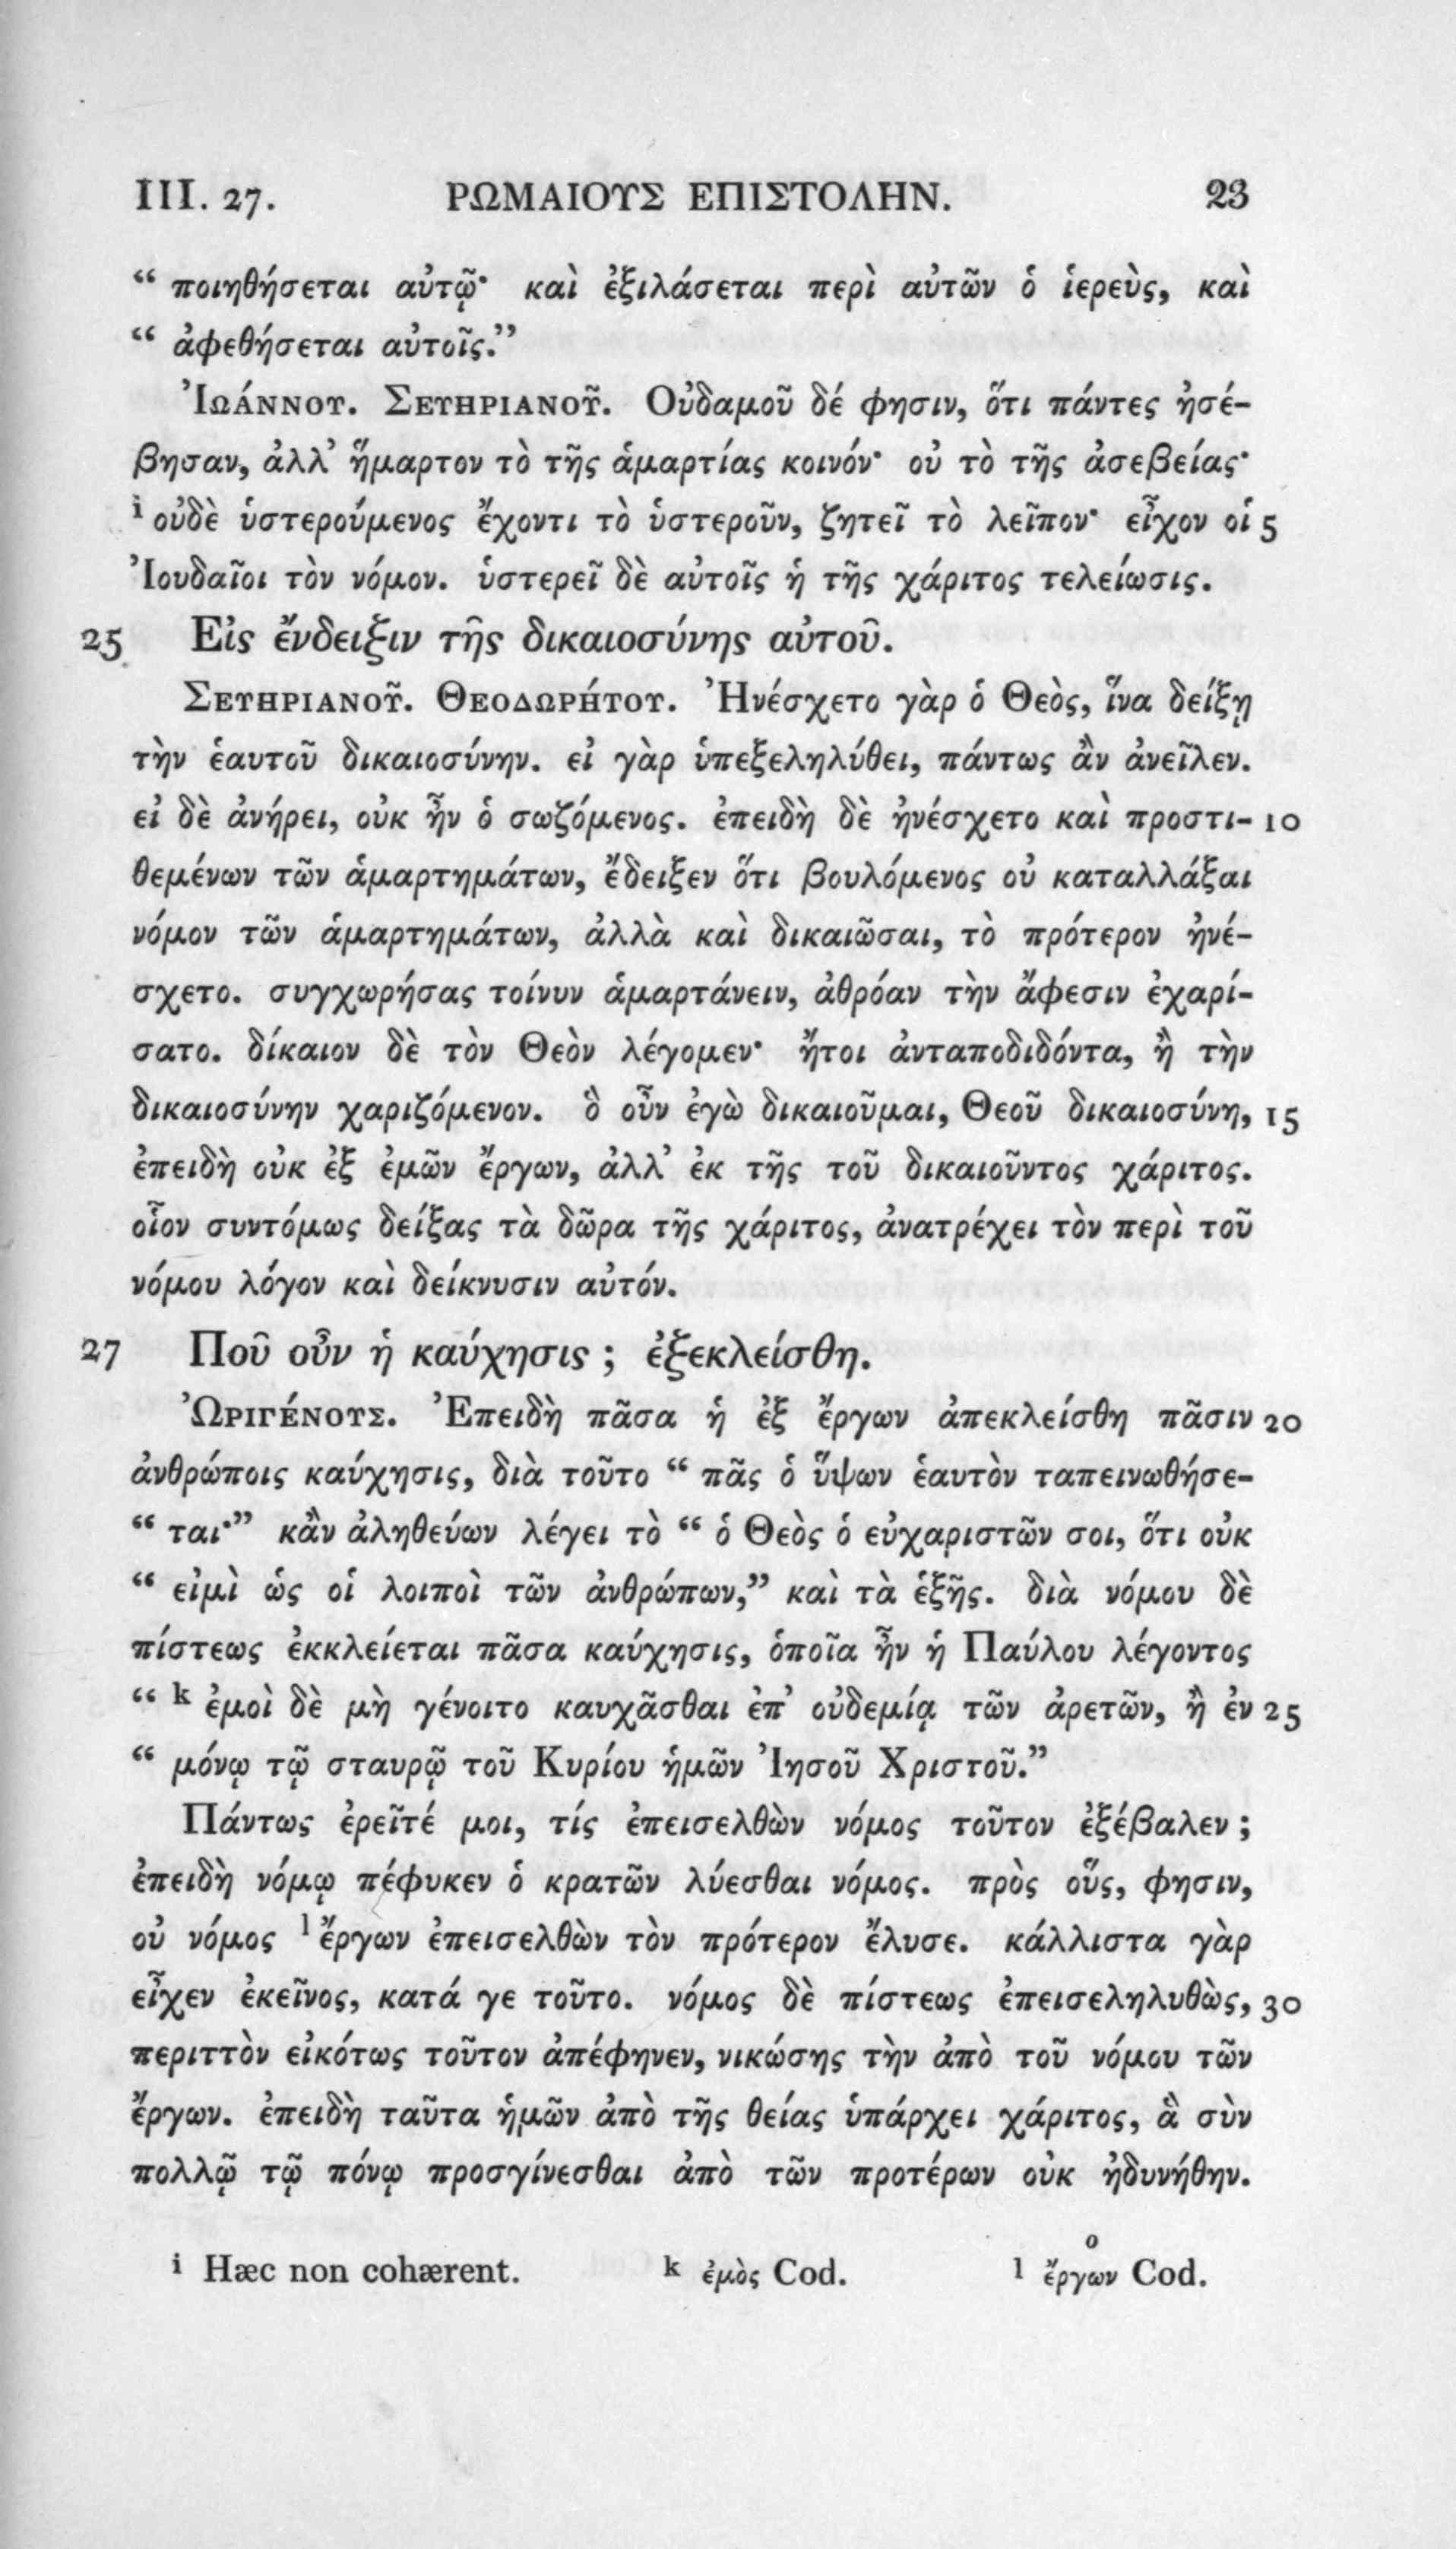 III. 27. ΡΩΜΑΙΟΥΣ ΕΠΙΣΤΟΛΗΝ. 23
“ ποιηθήσεται αὐτῷ· καὶ ἐξιλάσεται περὶ αὐτῶν ὁ ἱερεὺς, καὶ
“ ἀφεθήσεται αὐτοῖς.”
Ἰωάννου. Σευηριανοῦ. Οὐδαμοῦ δέ φησιν, ὅτι πάντες ἠσέ-
βησαν, ἀλλ’ ἥμαρτον τὸ τῆς ἁμαρτίας κοινόν· οὐ τὸ τῆς ἀσεβείας·
i οὐδὲ ὑστερούμενος ἔχοντι τὸ ὑστεροῦν, ζητεῖ τὸ λεῖπον· εἶχον οἱ 5
Ἰουδαῖοι τὸν νόμον. ὑστερεῖ δὲ αὐτοῖς ἡ τῆς χάριτος τελείωσις.
25 Εἰς ἔνδειξιν τῆς δικαιοσύνης αὐτοῦ.
Σευηριανοῦ. Θεοδωρήτου. Ἠνέσχετο γὰρ ὁ Θεὸς, ἵνα δείξῃ
τὴν ἑαυτοῦ δικαιοσύνην. εἰ γὰρ ὑπεξεληλύθει, πάντως ἂν ἀνεῖλεν.
εἰ δὲ ἀνήρει, οὐκ ἦν ὁ σωζόμενος. ἐπειδὴ δὲ ἠνέσχετο καὶ προστι- 10
θεμένων τῶν ἁμαρτημάτων, ἔδειξεν ὅτι βουλόμενος οὐ καταλλάξαι
νόμον τῶν ἁμαρτημάτων, ἀλλὰ καὶ δικαιῶσαι, τὸ πρότερον ἠνέ-
σχετο. συγχωρήσας τοίνυν ἁμαρτάνειν, ἀθρόαν τὴν ἄφεσιν ἐχαρί-
σατο. δίκαιον δὲ τὸν Θεὸν λέγομεν· ἤτοι ἀνταποδιδόντα, ἢ τὴν
δικαιοσύνην χαριζόμενον. ὃ οὖν ἐγὼ δικαιοῦμαι, Θεοῦ δικαιοσύνη, 15
ἐπειδὴ οὐκ ἐξ ἐμῶν ἔργων, ἀλλ’ ἐκ τῆς τοῦ δικαιοῦντος χάριτος.
οἷον συντόμως δείξας τὰ δῶρα τῆς χάριτος, ἀνατρέχει τὸν περὶ τοῦ
νόμου λόγον καὶ δείκνυσιν αὐτόν.
27 Ποῦ οὖν ἡ καύχησις ; ἐξεκλείσθη.
Ὠριγένους. Ἐπειδὴ πᾶσα ἡ ἐξ ἔργων ἀπεκλείσθη πᾶσιν 20
ἀνθρώποις καύχησις, διὰ τοῦτο “ πᾶς ὁ ὕψων ἑαυτὸν ταπεινωθήσε-
“ ται·” κἂν ἀληθεύων λέγει τὸ “ ὁ Θεὸς ὁ εὐχαριστῶν σοι, ὅτι οὐκ
“ εἰμὶ ὡς οἱ λοιποὶ τῶν ἀνθρώπων,” καὶ τὰ ἑξῆς. διὰ νόμου δὲ
πίστεως ἐκκλείεται πᾶσα καύχησις, ὁποῖα ἦν ἡ Παύλου λέγοντος
“ k ἐμοὶ δὲ μὴ γένοιτο καυχᾶσθαι ἐπ’ οὐδεμίᾳ τῶν ἀρετῶν, ἢ ἐν 25
“ μόνῳ τῷ σταυρῷ τοῦ Κυρίου ἡμῶν Ἰησοῦ Χριστοῦ.”
Πάντως ἐρεῖτέ μοι, τίς ἐπεισελθὼν νόμος τοῦτον ἐξέβαλεν ;
ἐπειδὴ νόμῳ πέφυκεν ὁ κρατῶν λύεσθαι νόμος. πρὸς οὕς, φησιν,
οὐ νόμος l ἔργων ἐπεισελθὼν τὸν πρότερον ἔλυσε. κάλλιστα γὰρ
εἶχεν ἐκεῖνος, κατά γε τοῦτο. νόμος δὲ πίστεως ἐπεισεληλυθὼς, 30
περιττὸν εἰκότως τοῦτον ἀπέφηνεν, νικώσης τὴν ἀπὸ τοῦ νόμου τῶν
ἔργων. ἐπειδὴ ταῦτα ἡμῶν ἀπὸ τῆς θείας ὑπάρχει χάριτος, ἃ σὺν
πολλῷ τῷ πόνῳ προσγίνεσθαι ἀπὸ τῶν προτέρων οὐκ ἠδυνήθην.
i Hæc non cohærent. k ἐμὸς Cod. l ἔργωνο Cod.